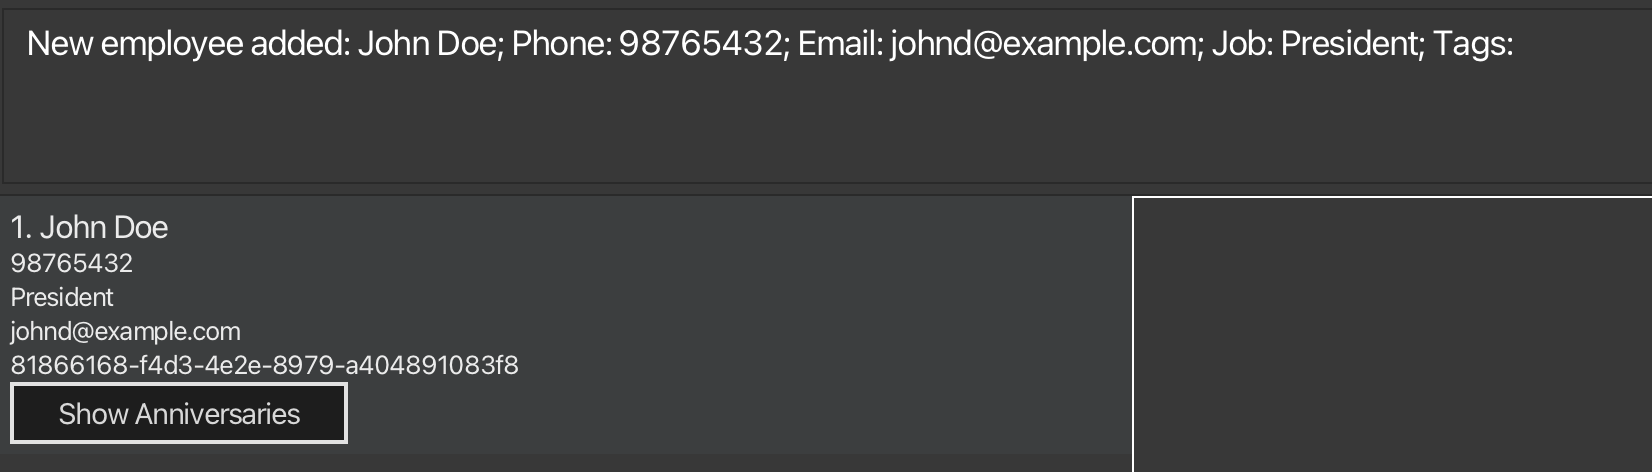 New employee added: John Doe; Phone: 98765432; Email: johnd@example.com; Job: President; Tags:
1. John Doe
98765432
President
johnd@example.com
81866168-f4d3-4e2e-8979-a404891083f8
Show Anniversaries